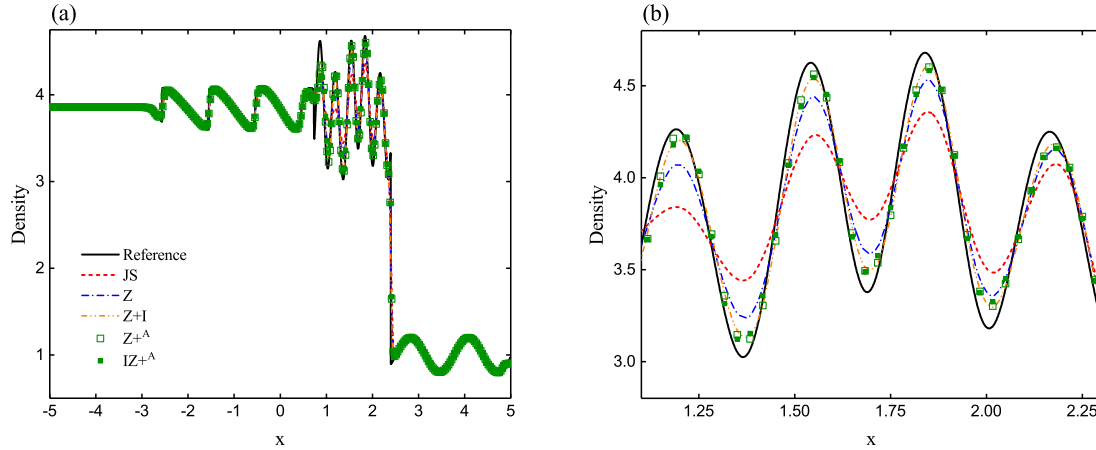 (a)
Density
4
3
2
1
Reference
JS
Z
Z+I
Z+^A
IZ+^A
-5 -4 -3 -2 -1 0 1 2 3 4 5
x
(b)
Density
4.5
4.0
3.5
3.0
1.25 1.50 1.75 2.00 2.25
x